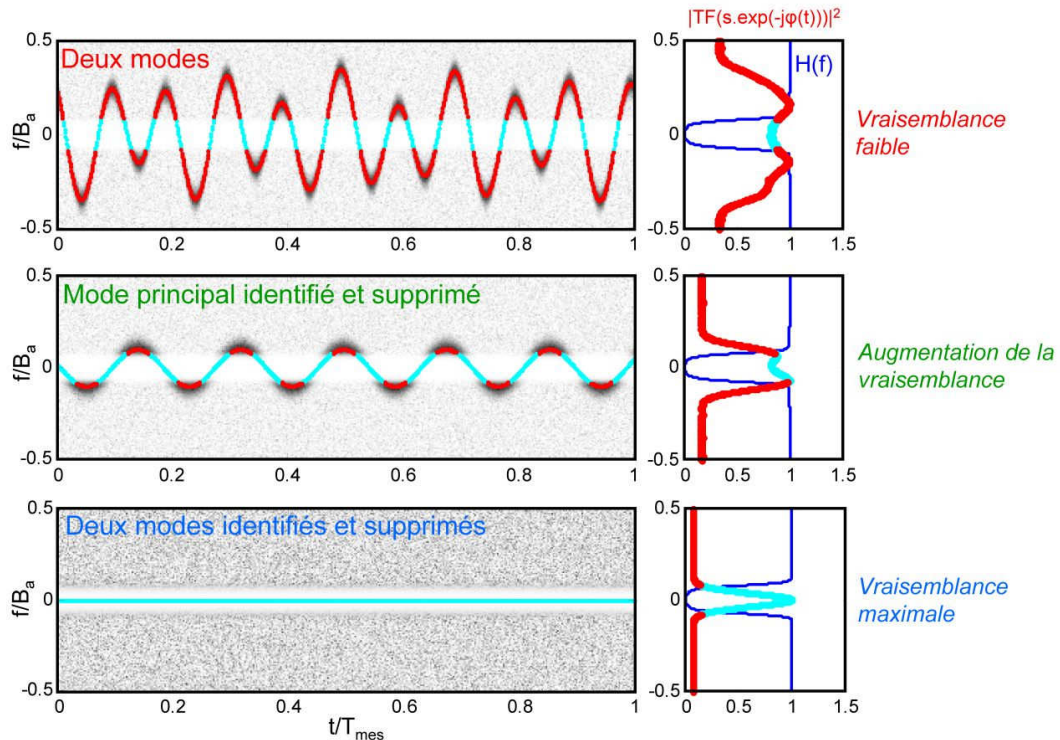 |TF(s.exp(-jφ(t)))|²
Deux modes
H(f)
Vraisemblance
faible
f/Bₐ
0.5
0
-0.5
0 0.2 0.4 0.6 0.8 1
0.5
0
-0.5
0 0.5 1 1.5
Mode principal identifié et supprimé
Augmentation de la
vraisemblance
f/Bₐ
0.5
0
-0.5
0 0.2 0.4 0.6 0.8 1
0.5
0
-0.5
0 0.5 1 1.5
Deux modes identifiés et supprimés
Vraisemblance
maximale
f/Bₐ
0.5
0
-0.5
0 0.2 0.4 0.6 0.8 1
t/Tmes
0.5
0
-0.5
0 0.5 1 1.5